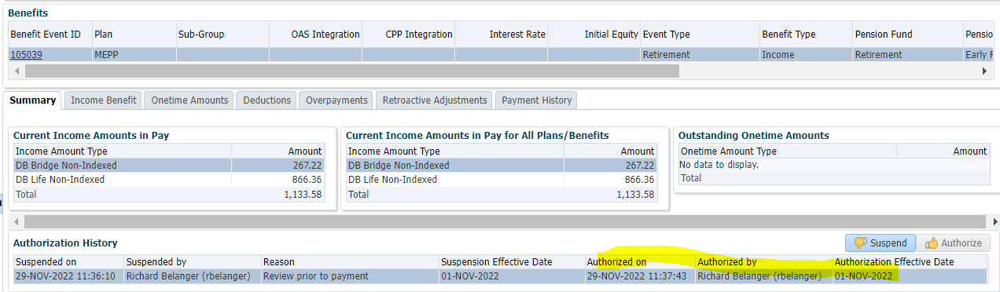 Benefits
Benefit Event ID Plan Sub-Group OAS Integration CPP Integration Interest Rate Initial Equity Event Type Benefit Type Pension Fund Pensio
105039 MEPP Retirement Income Retirement Early R
Summary Income Benefit Onetime Amounts Deductions Overpayments Retroactive Adjustments Payment History
Current Income Amounts in Pay Current Income Amounts in Pay for All Plans/Benefits Outstanding Onetime Amounts
Income Amount Type Amount Income Amount Type Amount Onetime Amount Type Amount
DB Bridge Non-Indexed 267.22 DB Bridge Non-Indexed 267.22 No data to display.
DB Life Non-Indexed 866.36 DB Life Non-Indexed 866.36 Total
Total 1,133.58 Total 1,133.58
Authorization History Suspend Authorize
Suspended on Suspended by Reason Suspension Effective Date Authorized on Authorized by Authorization Effective Date
29-NOV-2022 11:36:10 Richard Belanger (rbelanger) Review prior to payment 01-NOV-2022 29-NOV-2022 11:37:43 Richard Belanger (rbelanger) 01-NOV-2022